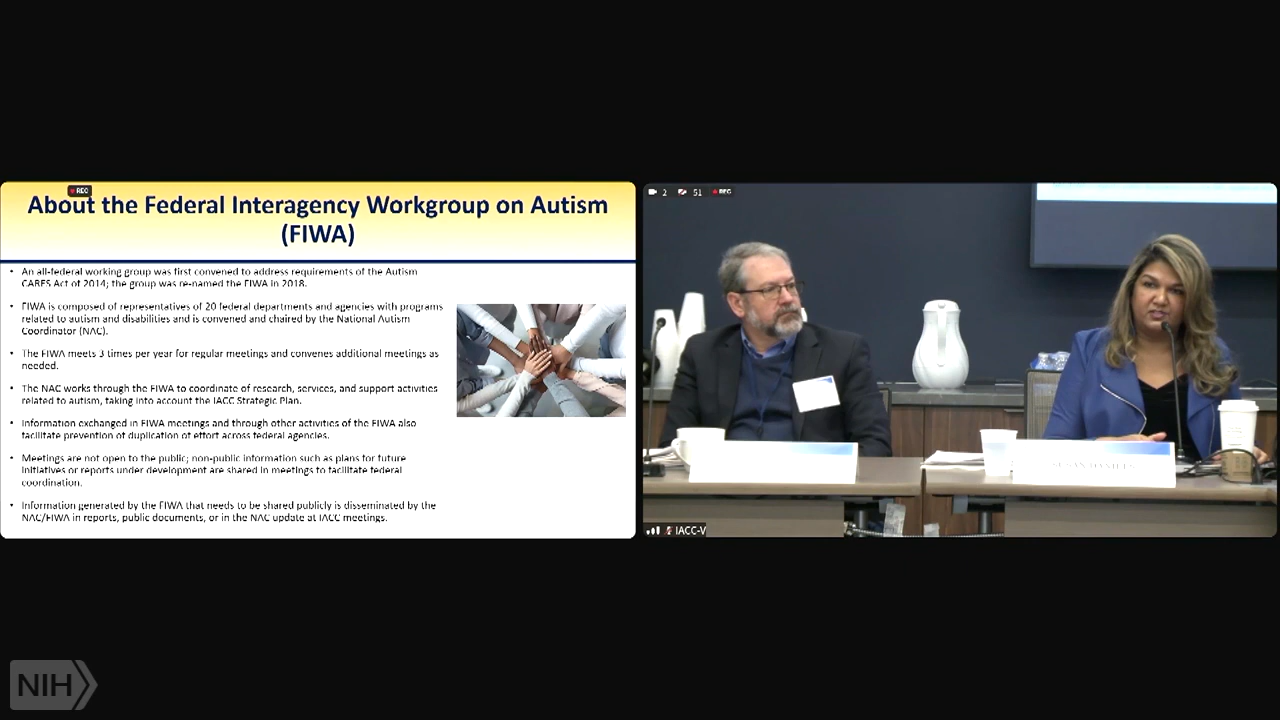 REC
About the Federal Interagency Workgroup on Autism
(FIWA)
• An all-federal working group was first convened to address requirements of the Autism
CARES Act of 2014; the group was re-named the FIWA in 2018.
• FIWA is composed of representatives of 20 federal departments and agencies with programs
related to autism and disabilities and is convened and chaired by the National Autism
Coordinator (NAC).
• The FIWA meets 3 times per year for regular meetings and convenes additional meetings as
needed.
• The NAC works through the FIWA to coordinate of research, services, and support activities
related to autism, taking into account the IACC Strategic Plan.
• Information exchanged in FIWA meetings and through other activities of the FIWA also
facilitate prevention of duplication of effort across federal agencies.
• Meetings are not open to the public; non-public information such as plans for future
initiatives or reports under development are shared in meetings to facilitate federal
coordination.
• Information generated by the FIWA that needs to be shared publicly is disseminated by the
NAC/FIWA in reports, public documents, or in the NAC update at IACC meetings.
2 51 REC
SUSAN DANIELS
IACC-V
NIH